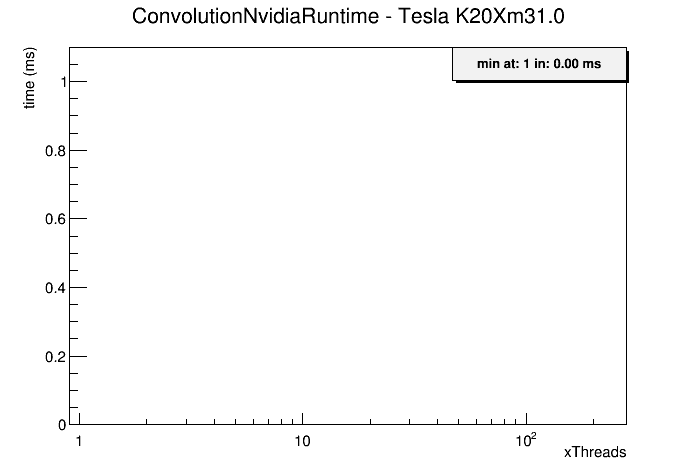 ConvolutionNvidiaRuntime - Tesla K20Xm31.0
time (ms)
min at: 1 in: 0.00 ms
1
0.8
0.6
0.4
0.2
0
1
10
10²
xThreads